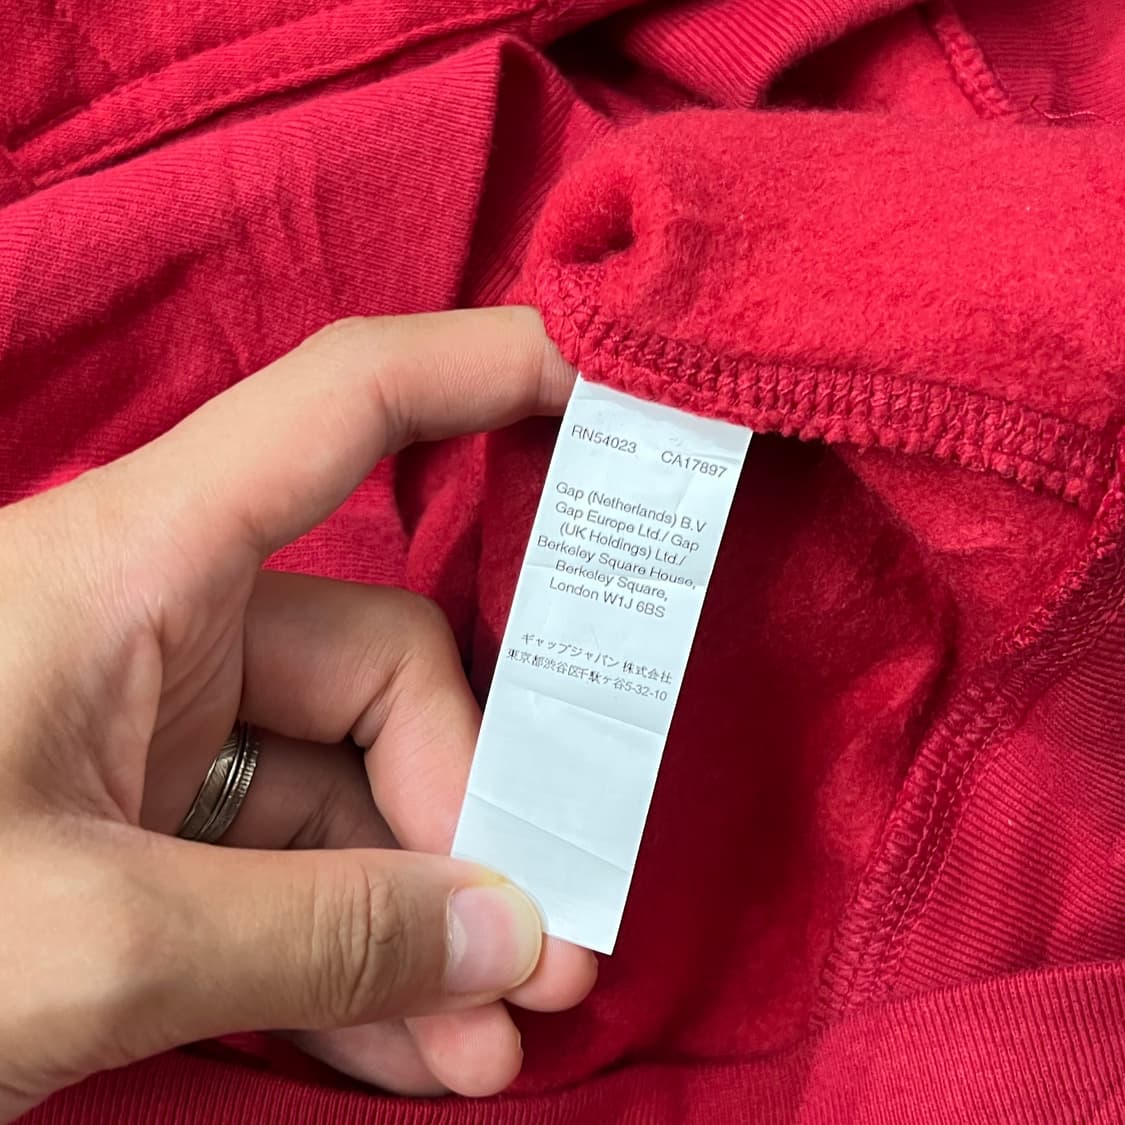 RN54023 CA17897
Gap (Netherlands) B.V
Gap Europe Ltd./ Gap
(UK Holdings) Ltd./
Berkeley Square House,
Berkeley Square,
London W1J 6BS
ギャップジャパン 株式会社
東京都渋谷区千駄ヶ谷5-32-10